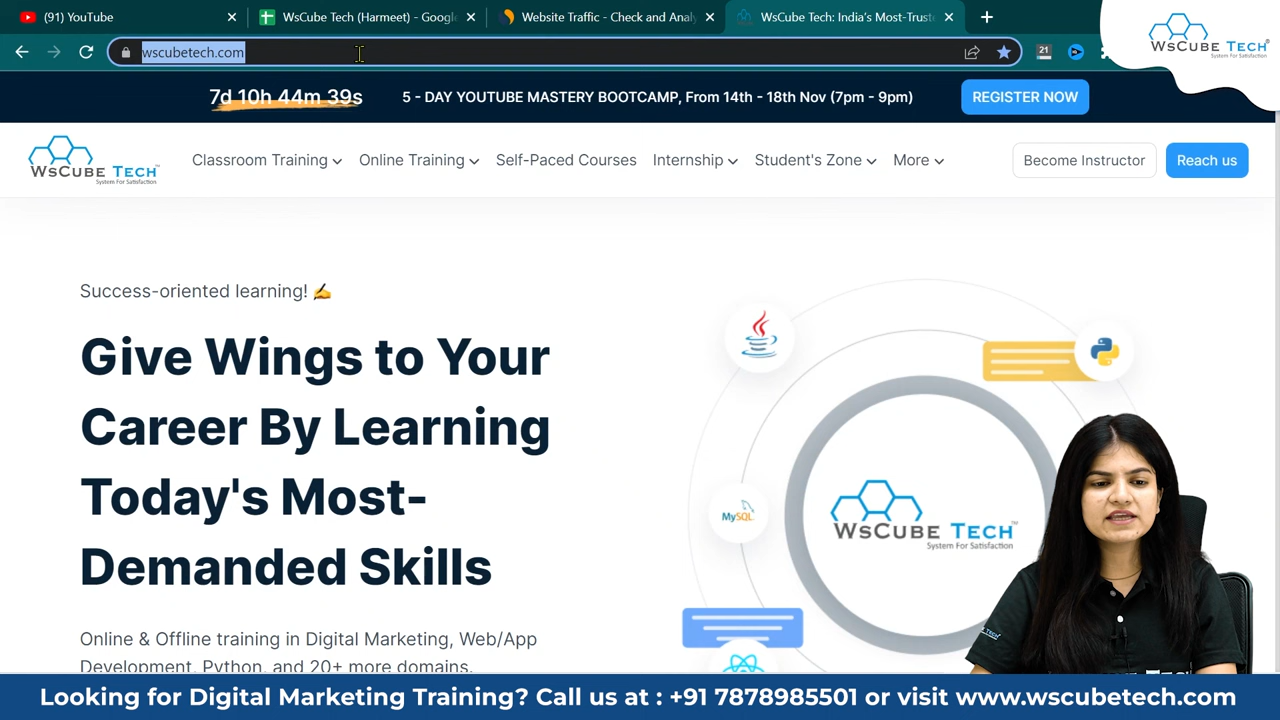 (91) YouTube
WsCube Tech (Harmeet) - Google
Website Traffic - Check and Analy
WsCube Tech: India's Most-Trust
wscubetech.com
21
WsCube Tech
System For Satisfaction
7d 10h 44m 39s
5 - DAY YOUTUBE MASTERY BOOTCAMP, From 14th - 18th Nov (7pm - 9pm)
REGISTER NOW
WsCube Tech
System For Satisfaction
Classroom Training
Online Training
Self-Paced Courses
Internship
Student's Zone
More
Become Instructor
Reach us
Success-oriented learning! ✍
Give Wings to Your
Career By Learning
Today's Most-
Demanded Skills
Online & Offline training in Digital Marketing, Web/App
Development, Python, and 20+ more domains.
MySQL
WsCube Tech
System For Satisfaction
Looking for Digital Marketing Training? Call us at : +91 7878985501 or visit www.wscubetech.com